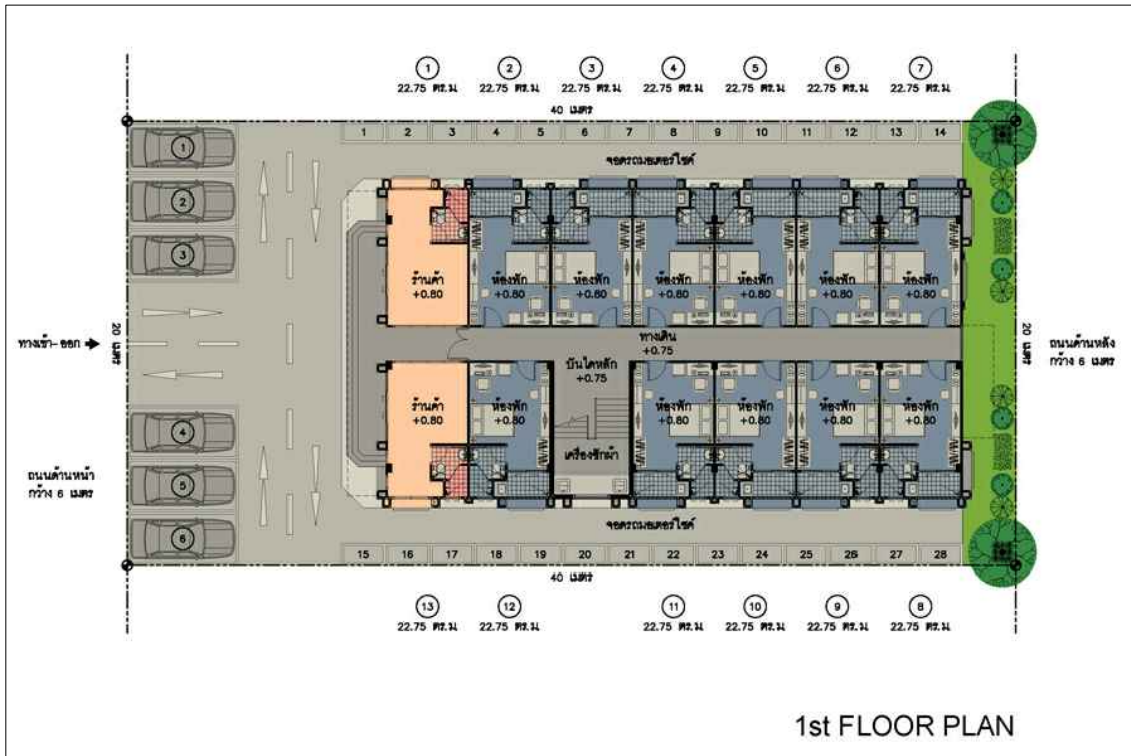 1 2 3 4 5 6 7
22.75 ตร.ม. 22.75 ตร.ม. 22.75 ตร.ม. 22.75 ตร.ม. 22.75 ตร.ม. 22.75 ตร.ม. 22.75 ตร.ม.
40 เมตร
1 2 3 4 5 6 7 8 9 10 11 12 13 14
จอดรถมอเตอร์ไซค์
1
2
3
ร้านค้า ห้องพัก ห้องพัก ห้องพัก ห้องพัก ห้องพัก ห้องพัก
+0.80 +0.80 +0.80 +0.80 +0.80 +0.80 +0.80
20 เมตร
ทางเข้า-ออก
ทางเดิน
+0.75
20 เมตร
ถนนด้านหลัง
กว้าง 6 เมตร
บันไดหลัก
+0.75
ร้านค้า ห้องพัก ห้องพัก ห้องพัก ห้องพัก ห้องพัก
+0.80 +0.80 +0.80 +0.80 +0.80 +0.80
เครื่องซักผ้า
4
5
6
ถนนด้านหน้า
กว้าง 6 เมตร
จอดรถมอเตอร์ไซค์
15 16 17 18 19 20 21 22 23 24 25 26 27 28
40 เมตร
13 12 11 10 9 8
22.75 ตร.ม. 22.75 ตร.ม. 22.75 ตร.ม. 22.75 ตร.ม. 22.75 ตร.ม. 22.75 ตร.ม.
1st FLOOR PLAN